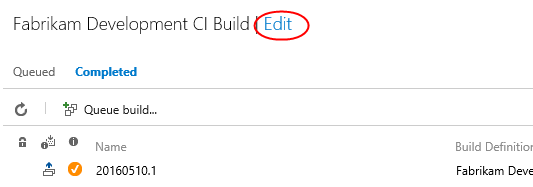 Fabrikam Development CI Build | Edit
Queued Completed
Queue build...
Name Build Definition
20160510.1 Fabrikam Deve